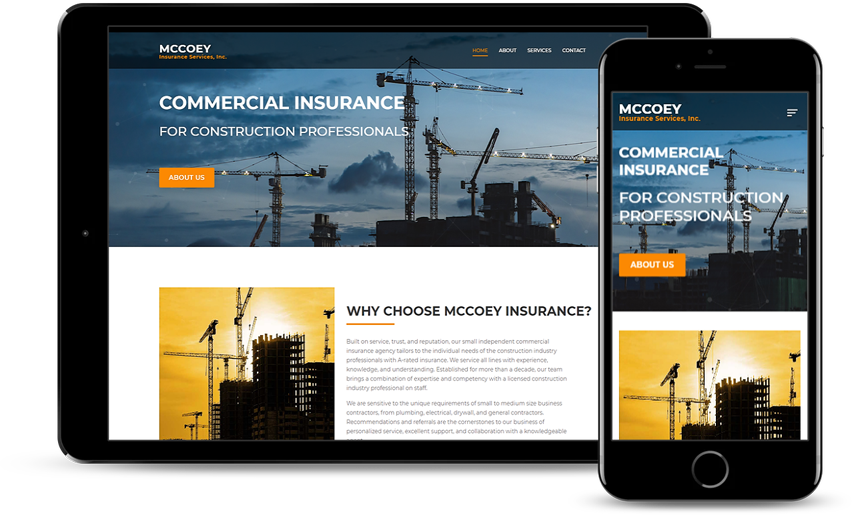 MCCOEY
Insurance Services, Inc.
HOME ABOUT SERVICES CONTACT
COMMERCIAL INSURANCE
FOR CONSTRUCTION PROFESSIONALS
ABOUT US
WHY CHOOSE MCCOEY INSURANCE?
Built on service, trust, and reputation, our small independent commercial
insurance agency tailors to the individual needs of the construction industry
professionals with A-rated insurance. We service all lines with experience,
knowledge, and understanding. Established for more than a decade, our team
brings a combination of expertise and competency with a licensed construction
industry professional on staff.
We are sensitive to the unique requirements of small to medium size business
contractors, from plumbing, electrical, drywall, and general contractors.
Recommendations and referrals are the cornerstones to our business of
personalized service, excellent support, and collaboration with a knowledgeable
MCCOEY
Insurance Services, Inc.
COMMERCIAL
INSURANCE
FOR CONSTRUCTION
PROFESSIONALS
ABOUT US